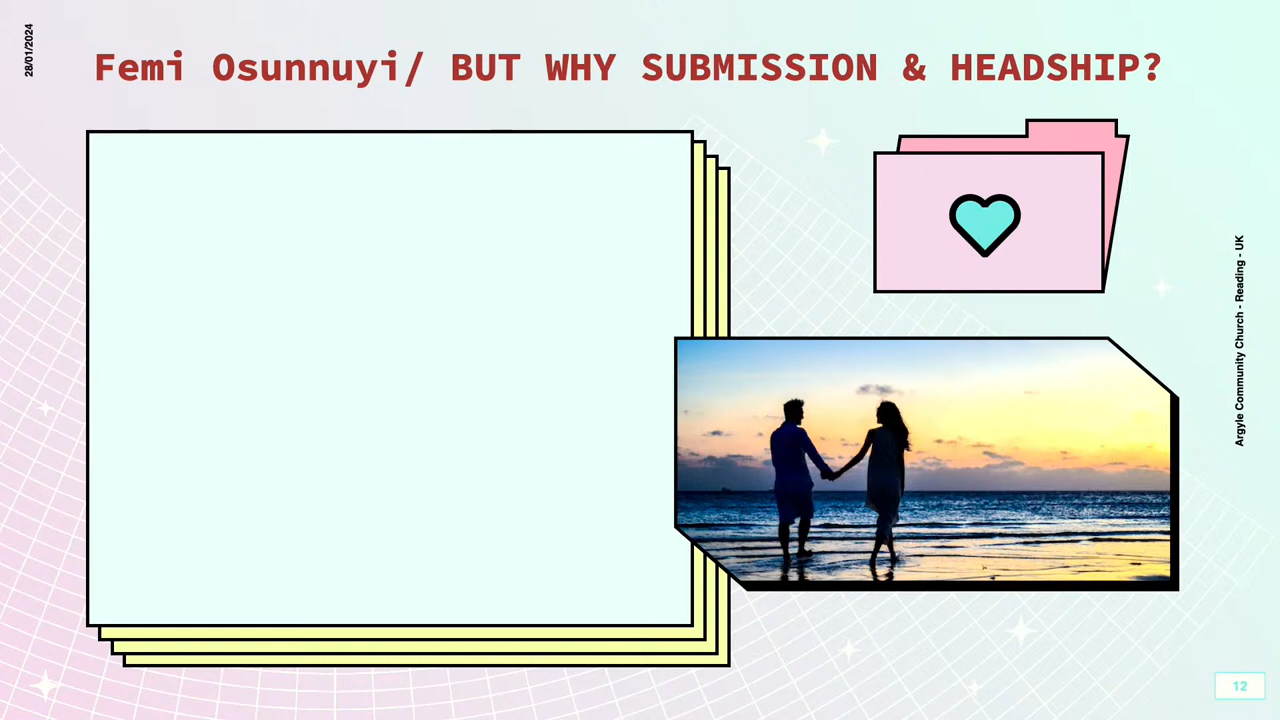 28/01/2024
Femi Osunnuyi/ BUT WHY SUBMISSION & HEADSHIP?
Argyle Community Church - Reading - UK
12